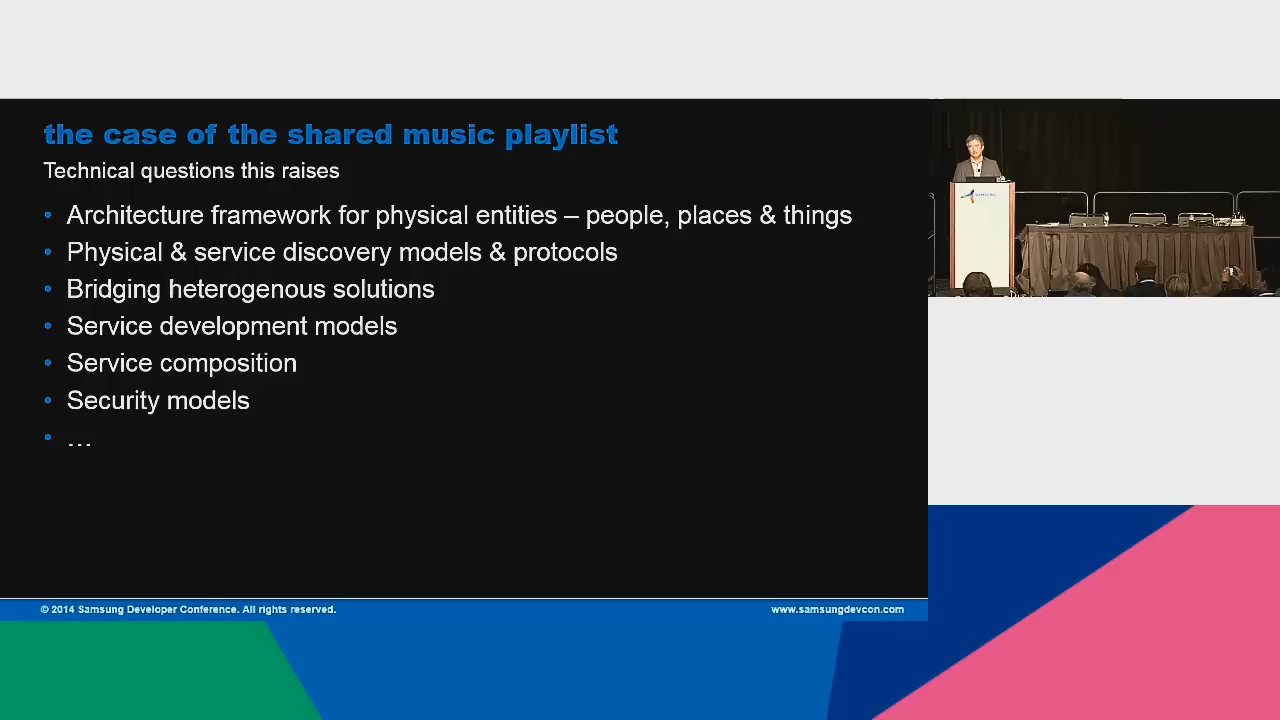 the case of the shared music playlist
Technical questions this raises
• Architecture framework for physical entities – people, places & things
• Physical & service discovery models & protocols
• Bridging heterogenous solutions
• Service development models
• Service composition
• Security models
• …
SAMSUNG
© 2014 Samsung Developer Conference. All rights reserved.
www.samsungdevcon.com